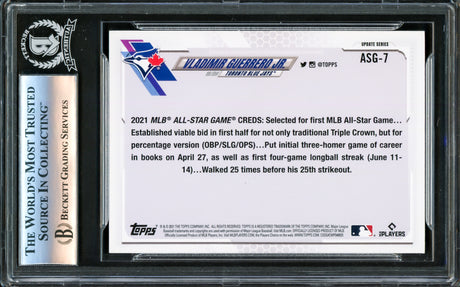 UPDATE SERIES
ASG-7
VLADIMIR GUERRERO JR.
TORONTO BLUE JAYS
@TOPPS
2021 MLB® ALL-STAR GAME® CREDS: Selected for first MLB All-Star Game...
Established viable bid in first half for not only traditional Triple Crown, but for
percentage version (OBP/SLG/OPS)...Put initial three-homer game of career
in books on April 27, as well as first four-game longball streak (June 11-
14)...Walked 25 times before his 25th strikeout.
Topps
PLAYERS
THE WORLD'S MOST TRUSTED
SOURCE IN COLLECTING™
BECKETT GRADING SERVICES